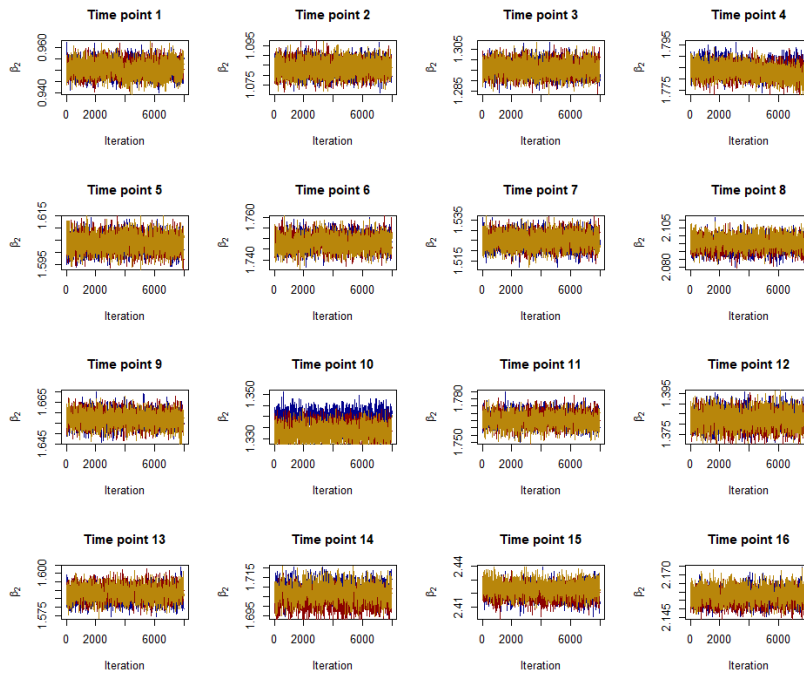 Time point 1
Time point 2
Time point 3
Time point 4
β2
0.940
0.960
0
2000
6000
Iteration
β2
1.075
1.095
0
2000
6000
Iteration
β2
1.285
1.305
0
2000
6000
Iteration
β2
1.775
1.795
0
2000
6000
Iteration
Time point 5
Time point 6
Time point 7
Time point 8
β2
1.595
1.615
0
2000
6000
Iteration
β2
1.740
1.760
0
2000
6000
Iteration
β2
1.515
1.535
0
2000
6000
Iteration
β2
2.080
2.105
0
2000
6000
Iteration
Time point 9
Time point 10
Time point 11
Time point 12
β2
1.645
1.665
0
2000
6000
Iteration
β2
1.330
1.350
0
2000
6000
Iteration
β2
1.750
1.780
0
2000
6000
Iteration
β2
1.375
1.395
0
2000
6000
Iteration
Time point 13
Time point 14
Time point 15
Time point 16
β2
1.575
1.600
0
2000
6000
Iteration
β2
1.695
1.715
0
2000
6000
Iteration
β2
2.41
2.44
0
2000
6000
Iteration
β2
2.145
2.170
0
2000
6000
Iteration